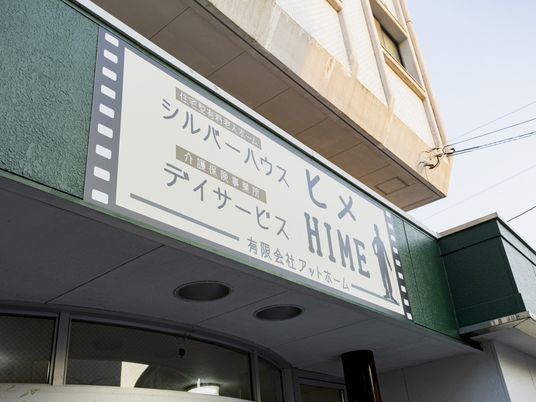 住宅型有料老人ホーム
シルバーハウス
ヒメ
介護保険事業所
デイサービス
HIME
有限会社アットホーム